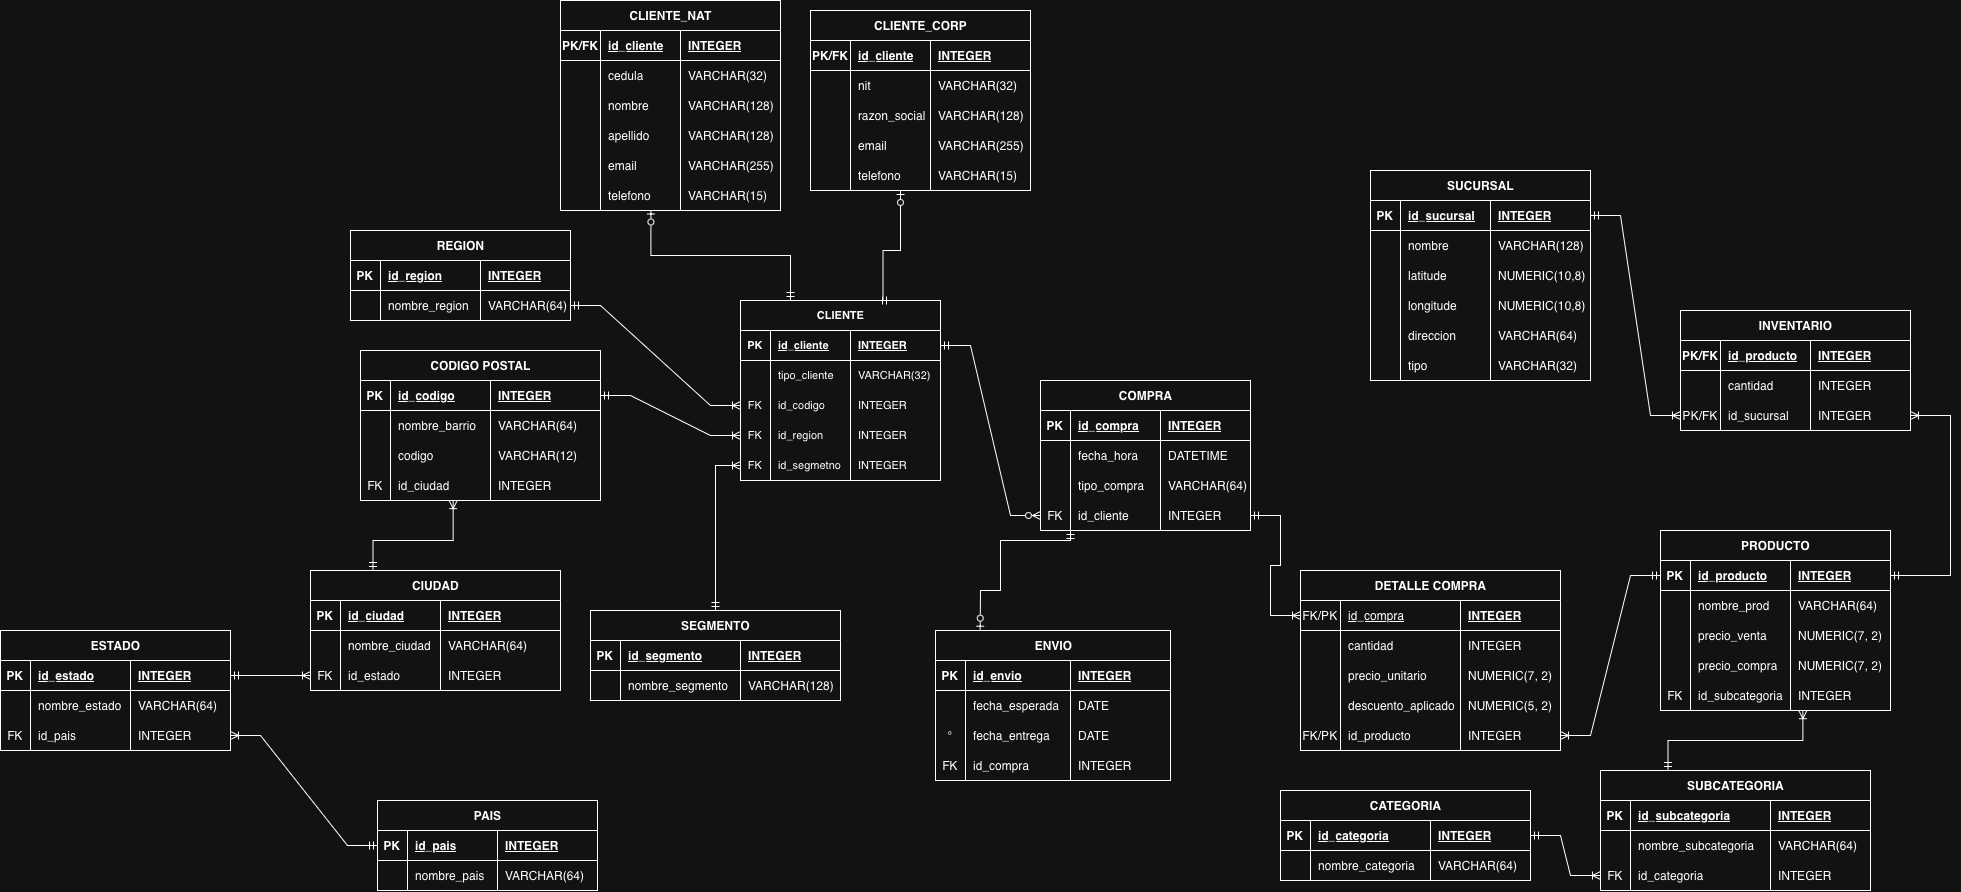 CLIENTE_NAT
PK/FK id_cliente INTEGER
cedula VARCHAR(32)
nombre VARCHAR(128)
apellido VARCHAR(128)
email VARCHAR(255)
telefono VARCHAR(15)
CLIENTE_CORP
PK/FK id_cliente INTEGER
nit VARCHAR(32)
razon_social VARCHAR(128)
email VARCHAR(255)
telefono VARCHAR(15)
SUCURSAL
PK id_sucursal INTEGER
nombre VARCHAR(128)
latitude NUMERIC(10,8)
longitude NUMERIC(10,8)
direccion VARCHAR(64)
tipo VARCHAR(32)
REGION
PK id_region INTEGER
nombre_region VARCHAR(64)
CLIENTE
PK id_cliente INTEGER
tipo_cliente VARCHAR(32)
FK id_codigo INTEGER
FK id_region INTEGER
FK id_segmetno INTEGER
INVENTARIO
PK/FK id_producto INTEGER
cantidad INTEGER
PK/FK id_sucursal INTEGER
CODIGO POSTAL
PK id_codigo INTEGER
nombre_barrio VARCHAR(64)
codigo VARCHAR(12)
FK id_ciudad INTEGER
COMPRA
PK id_compra INTEGER
fecha_hora DATETIME
tipo_compra VARCHAR(64)
FK id_cliente INTEGER
PRODUCTO
PK id_producto INTEGER
nombre_prod VARCHAR(64)
precio_venta NUMERIC(7, 2)
precio_compra NUMERIC(7, 2)
FK id_subcategoria INTEGER
CIUDAD
PK id_ciudad INTEGER
nombre_ciudad VARCHAR(64)
FK id_estado INTEGER
DETALLE COMPRA
FK/PK id_compra INTEGER
cantidad INTEGER
precio_unitario NUMERIC(7, 2)
descuento_aplicado NUMERIC(5, 2)
FK/PK id_producto INTEGER
SEGMENTO
PK id_segmento INTEGER
nombre_segmento VARCHAR(128)
ESTADO
PK id_estado INTEGER
nombre_estado VARCHAR(64)
FK id_pais INTEGER
ENVIO
PK id_envio INTEGER
fecha_esperada DATE
° fecha_entrega DATE
FK id_compra INTEGER
SUBCATEGORIA
PK id_subcategoria INTEGER
nombre_subcategoria VARCHAR(64)
FK id_categoria INTEGER
CATEGORIA
PK id_categoria INTEGER
nombre_categoria VARCHAR(64)
PAIS
PK id_pais INTEGER
nombre_pais VARCHAR(64)